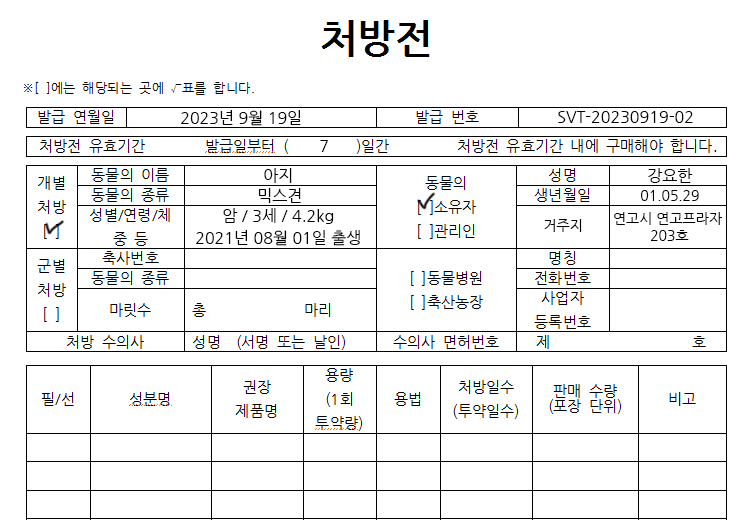 처방전
※[ ]에는 해당되는 곳에 √표를 합니다.
발급 연월일 2023년 9월 19일 발급 번호 SVT-20230919-02
처방전 유효기간 발급일부터 ( 7 )일간 처방전 유효기간 내에 구매해야 합니다.
개별
처방
[✓]
동물의 이름 아지
동물의 종류 믹스견
성별/연령/체
중 등
암 / 3세 / 4.2kg
2021년 08월 01일 출생
동물의
[✓]소유자
[ ]관리인
성명 강요한
생년월일 01.05.29
거주지
연고시 연고프라자
203호
군별
처방
[ ]
축사번호
동물의 종류
마릿수 총 마리
[ ]동물병원
[ ]축산농장
명칭
전화번호
사업자
등록번호
처방 수의사 성명 (서명 또는 날인) 수의사 면허번호 제 호
필/선
성분명
권장
제품명
용량
(1회
투약량)
용법
처방일수
(투약일수)
판매 수량
(포장 단위)
비고